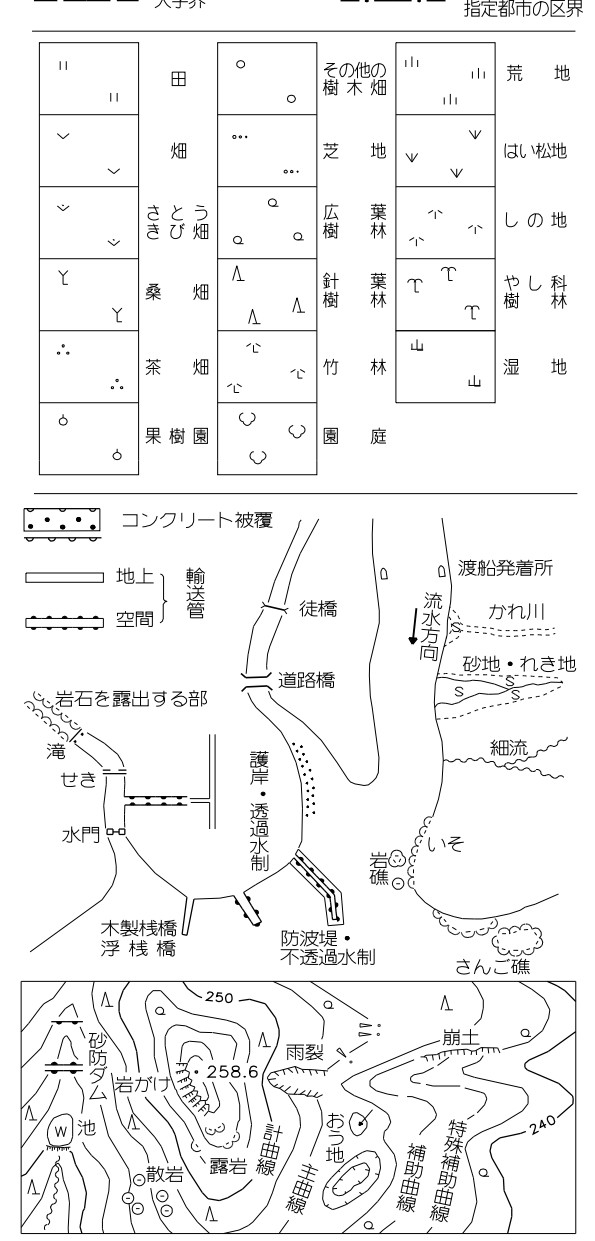 大字界
指定都市の区界
田
畑
さとう
きび畑
桑畑
茶畑
果樹園
その他の
樹木畑
芝地
広葉
樹林
針葉
樹林
竹林
園庭
荒地
はい松地
しの地
やし科
樹林
湿地
コンクリート被覆
地上
空間
輸送管
徒橋
道路橋
渡船発着所
流水方向
かれ川
砂地・れき地
細流
岩石を露出する部
滝
せき
水門
護岸・透過水制
いそ
岩礁
木製桟橋
浮桟橋
防波堤・
不透過水制
さんご礁
250
砂防ダム
岩がけ
258.6
雨裂
崩土
池
おう地
散岩
露岩
計曲線
主曲線
補助曲線
特殊補助曲線
240